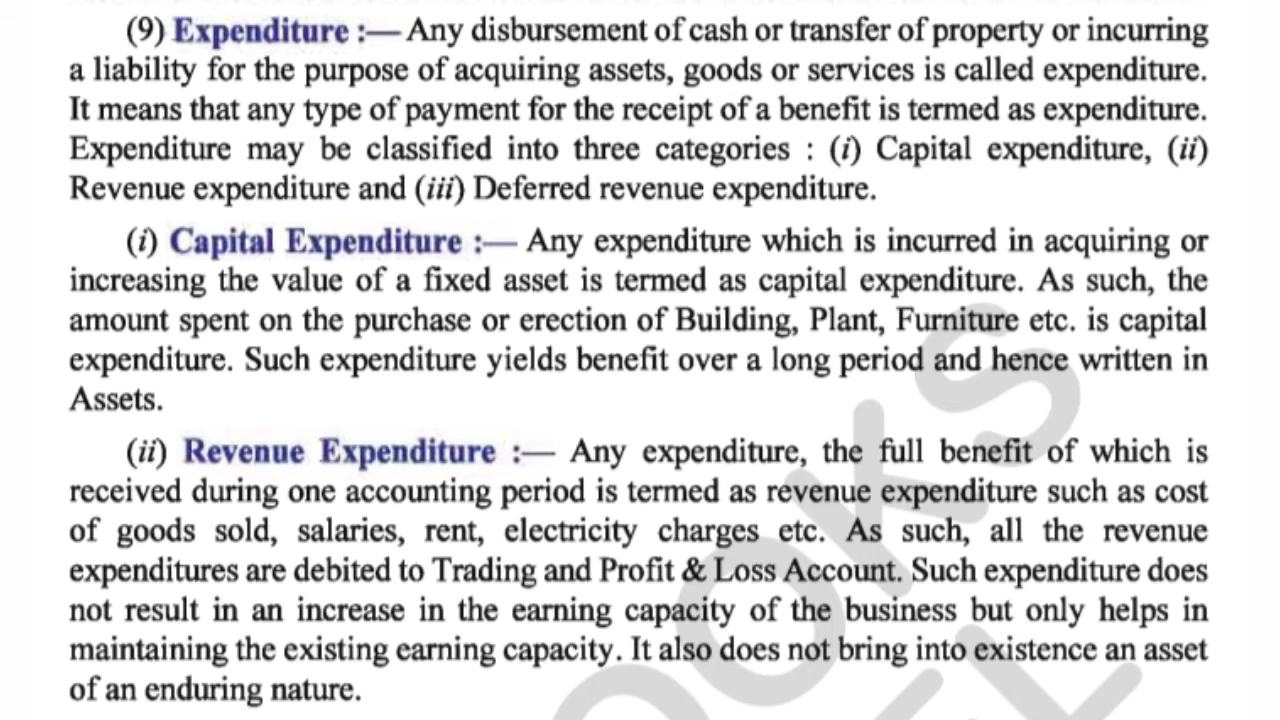 (9) Expenditure :— Any disbursement of cash or transfer of property or incurring
a liability for the purpose of acquiring assets, goods or services is called expenditure.
It means that any type of payment for the receipt of a benefit is termed as expenditure.
Expenditure may be classified into three categories : (i) Capital expenditure, (ii)
Revenue expenditure and (iii) Deferred revenue expenditure.
(i) Capital Expenditure :— Any expenditure which is incurred in acquiring or
increasing the value of a fixed asset is termed as capital expenditure. As such, the
amount spent on the purchase or erection of Building, Plant, Furniture etc. is capital
expenditure. Such expenditure yields benefit over a long period and hence written in
Assets.
(ii) Revenue Expenditure :— Any expenditure, the full benefit of which is
received during one accounting period is termed as revenue expenditure such as cost
of goods sold, salaries, rent, electricity charges etc. As such, all the revenue
expenditures are debited to Trading and Profit & Loss Account. Such expenditure does
not result in an increase in the earning capacity of the business but only helps in
maintaining the existing earning capacity. It also does not bring into existence an asset
of an enduring nature.